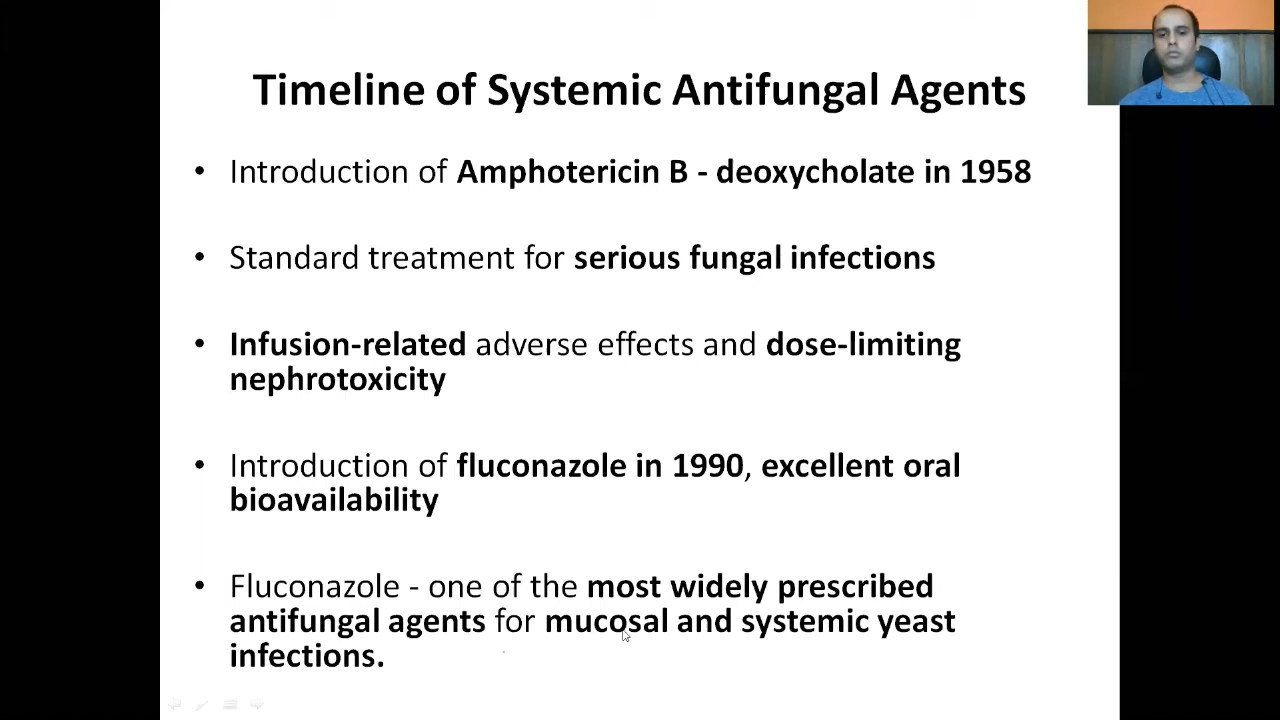 Timeline of Systemic Antifungal Agents
• Introduction of Amphotericin B - deoxycholate in 1958
• Standard treatment for serious fungal infections
• Infusion-related adverse effects and dose-limiting
nephrotoxicity
• Introduction of fluconazole in 1990, excellent oral
bioavailability
• Fluconazole - one of the most widely prescribed
antifungal agents for mucosal and systemic yeast
infections.